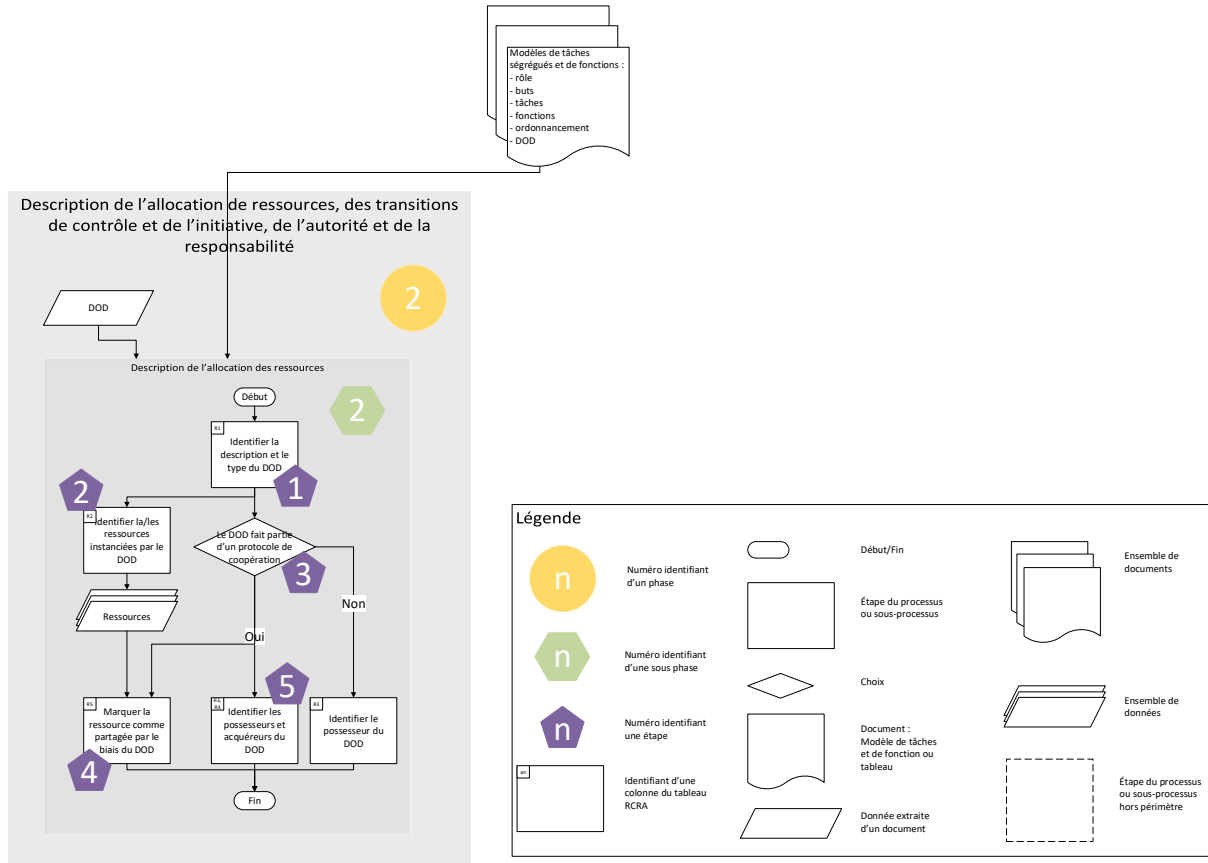 Modèles de tâches
ségrégués et de fonctions :
- rôle
- buts
- tâches
- fonctions
- ordonnancement
- DOD
Description de l'allocation de ressources, des transitions
de contrôle et de l'initiative, de l'autorité et de la
responsabilité
2
DOD
Description de l'allocation des ressources
Début
2
R1
Identifier la
description et le
type du DOD
1
2
R2
Identifier la/les
ressources
instanciées par le
DOD
Le DOD fait partie
d'un protocole de
coopération
3
Ressources
Non
Oui
R5
Marquer la
ressource comme
partagée par le
biais du DOD
4
R3,
R4
Identifier les
possesseurs et
acquéreurs du
DOD
5
R3
Identifier le
possesseur du
DOD
Fin
Légende
n
Numéro identifiant
d'un phase
n
Numéro identifiant
d'une sous phase
n
Numéro identifiant
une étape
an
Identifiant d'une
colonne du tableau
RCRA
Début/Fin
Étape du processus
ou sous-processus
Choix
Document :
Modèle de tâches
et de fonction ou
tableau
Donnée extraite
d'un document
Ensemble de
documents
Ensemble de
données
Étape du processus
ou sous-processus
hors périmètre